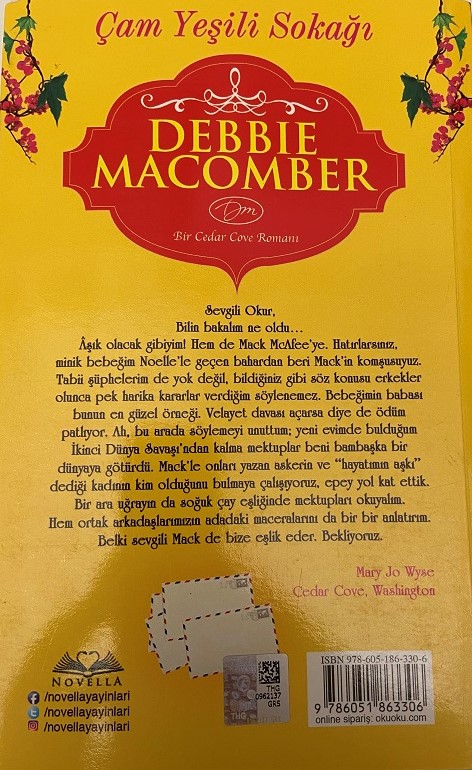 Çam Yeşili Sokağı
DEBBIE
MACOMBER
Dm
Bir Cedar Cove Romanı
Sevgili Okur,
Bilin bakalım ne oldu…
Âşık olacak gibiyim! Hem de Mack McAfee'ye. Hatırlarsınız,
minik bebeğim Noelle'le geçen bahardan beri Mack'in komşusuyuz.
Tabii şüphelerim de yok değil, bildiğiniz gibi söz konusu erkekler
olunca pek harika kararlar verdiğim söylenemez. Bebeğimin babası
bunun en güzel örneği. Velayet davası açarsa diye de ödüm
patlıyor. Ah, bu arada söylemeyi unuttum; yeni evimde bulduğum
İkinci Dünya Savaşı'ndan kalma mektuplar beni bambaşka bir
dünyaya götürdü. Mack'le onları yazan askerin ve “hayatımın aşkı”
dediği kadının kim olduğunu bulmaya çalışıyoruz, epey yol kat ettik.
Bir ara uğrayın da soğuk çay eşliğinde mektupları okuyalım.
Hem ortak arkadaşlarımızın adadaki maceralarını da bir bir anlatırım.
Belki sevgili Mack de bize eşlik eder. Bekliyoruz.
Mary Jo Wyse
Cedar Cove, Washington
NOVELLA
/novellayayinlari
/novellayayinlari
/novellayayinlari
THG
0962137
GR5
THG
ISBN 978-605-186-330-6
9 786051 863306
online sipariş: okuoku.com